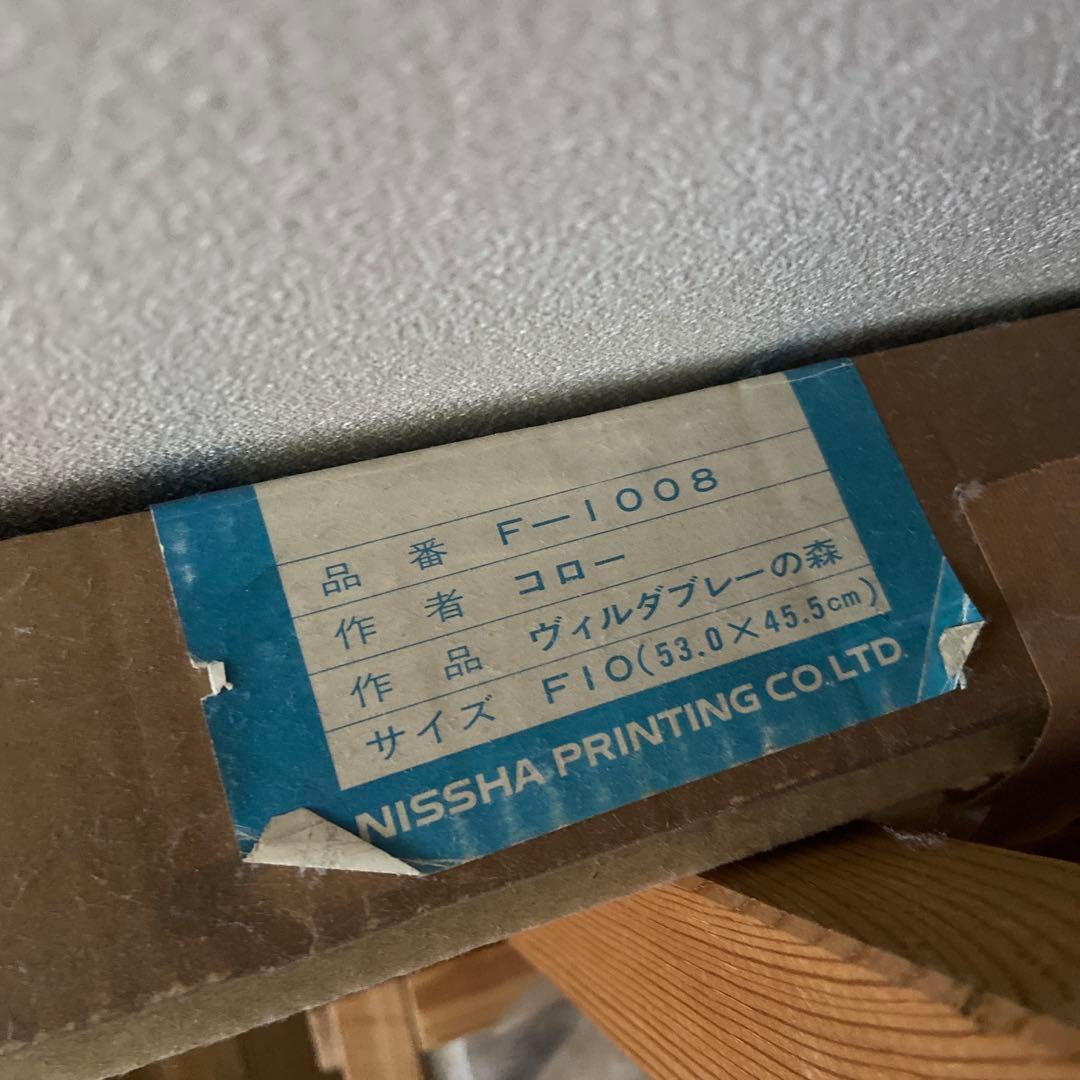 品番 F-1008
作者 コロー
作品 ヴィルダブレーの森
サイズ F10(53.0×45.5cm)
NISSHA PRINTING CO.,LTD.